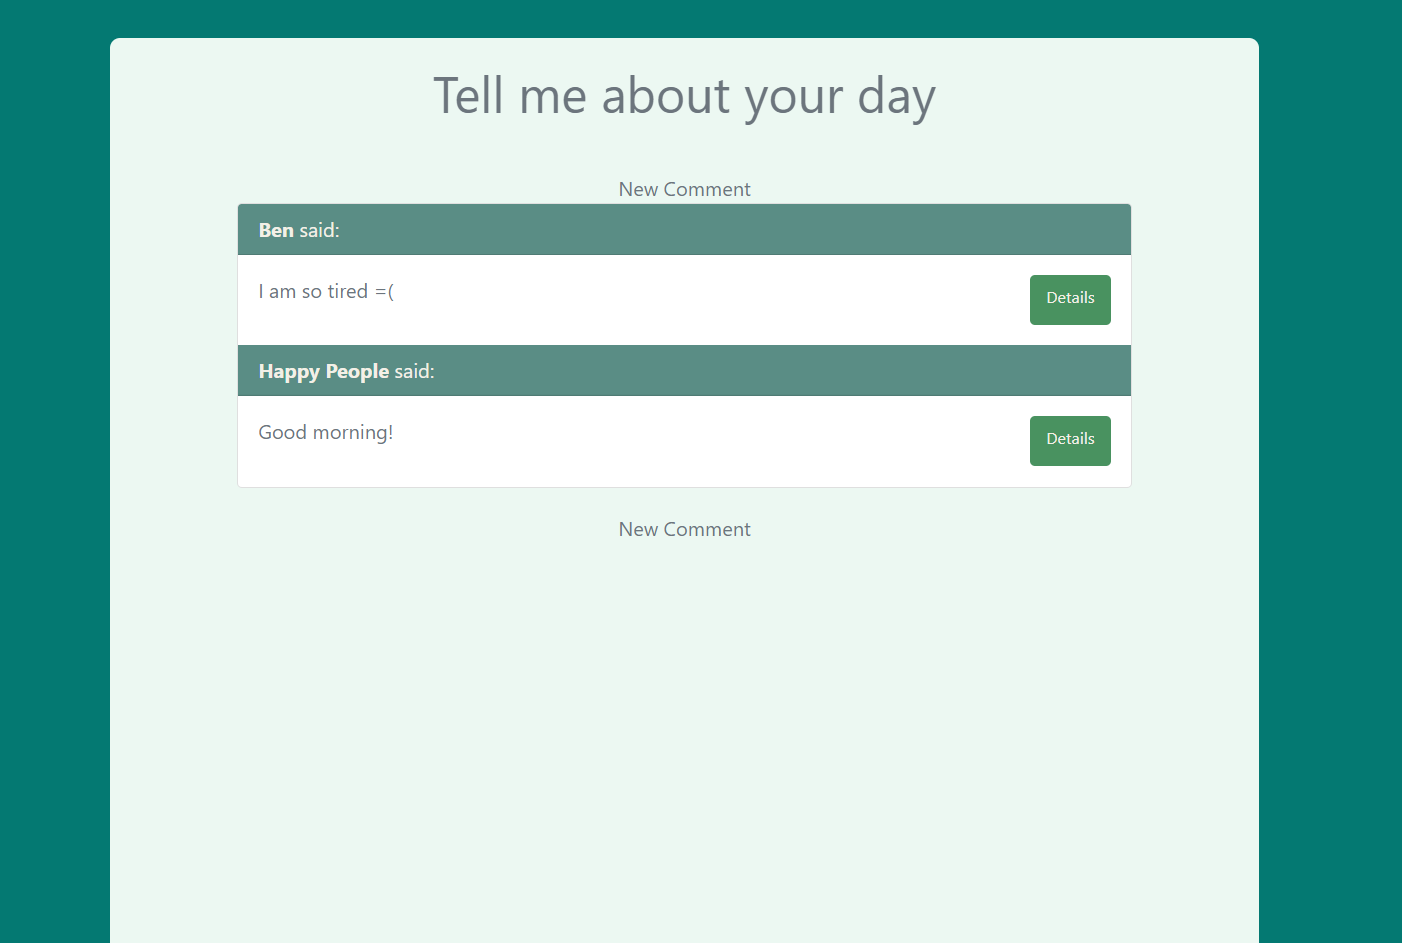 Tell me about your day
New Comment
Ben said:
I am so tired =(
Details
Happy People said:
Good morning!
Details
New Comment